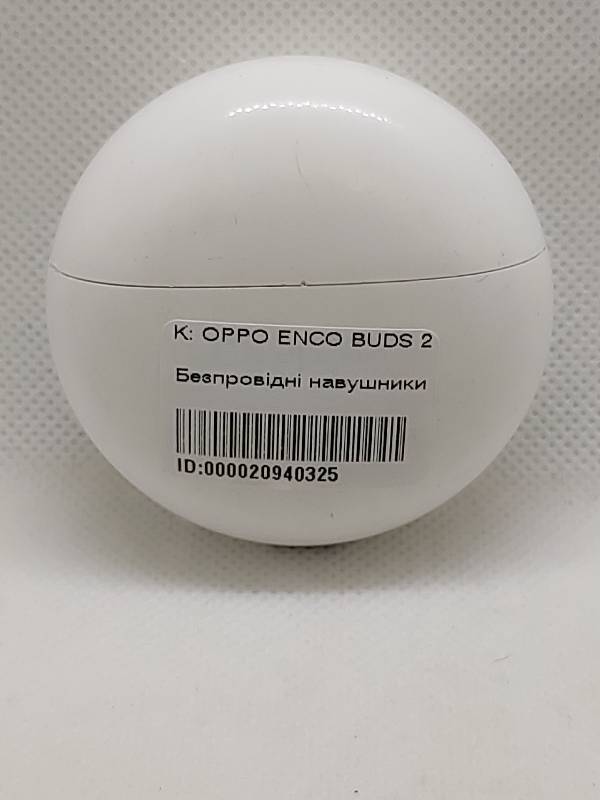 K: OPPO ENCO BUDS 2
Безпровідні навушники
ID:000020940325